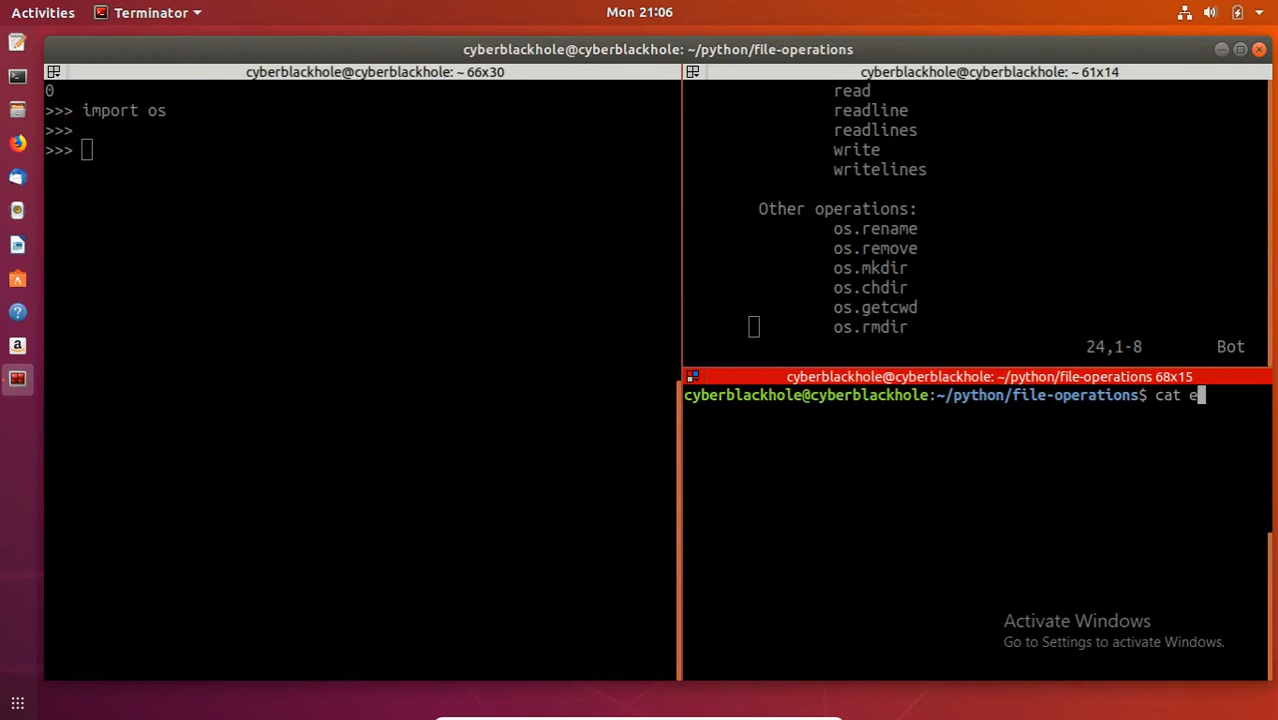 Activities Terminator Mon 21:06
cyberblackhole@cyberblackhole: ~/python/file-operations
cyberblackhole@cyberblackhole: ~ 66x30
0
>>> import os
>>>
>>>
cyberblackhole@cyberblackhole: ~ 61x14
read
readline
readlines
write
writelines
Other operations:
os.rename
os.remove
os.mkdir
os.chdir
os.getcwd
os.rmdir
24,1-8 Bot
cyberblackhole@cyberblackhole: ~/python/file-operations 68x15
cyberblackhole@cyberblackhole:~/python/file-operations$ cat e
Activate Windows
Go to Settings to activate Windows.